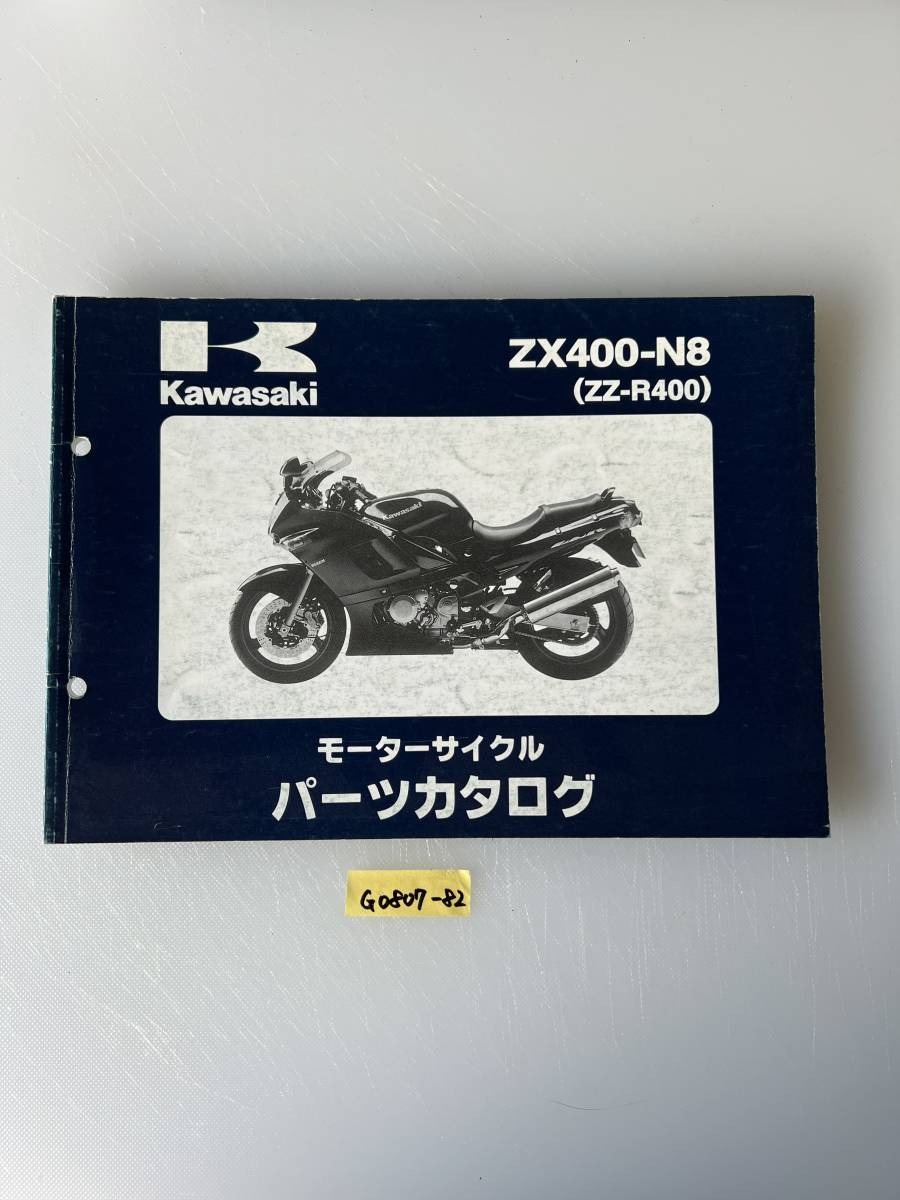 Kawasaki
ZX400-N8
(ZZ-R400)
Kawasaki
モーターサイクル
パーツカタログ
G0807-82